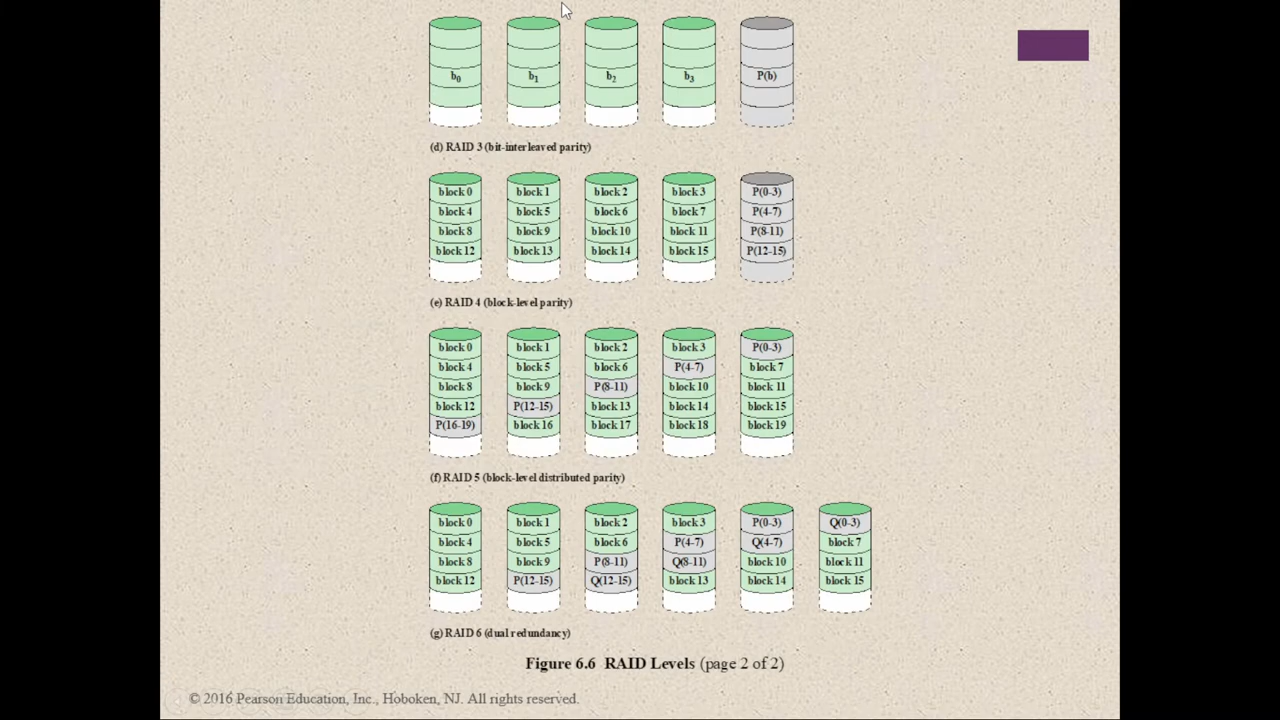 b0 b1 b2 b3 P(b)
(d) RAID 3 (bit-interleaved parity)
block 0 block 1 block 2 block 3 P(0-3)
block 4 block 5 block 6 block 7 P(4-7)
block 8 block 9 block 10 block 11 P(8-11)
block 12 block 13 block 14 block 15 P(12-15)
(e) RAID 4 (block-level parity)
block 0 block 1 block 2 block 3 P(0-3)
block 4 block 5 block 6 P(4-7) block 7
block 8 block 9 P(8-11) block 10 block 11
block 12 P(12-15) block 13 block 14 block 15
P(16-19) block 16 block 17 block 18 block 19
(f) RAID 5 (block-level distributed parity)
block 0 block 1 block 2 block 3 P(0-3) Q(0-3)
block 4 block 5 block 6 P(4-7) Q(4-7) block 7
block 8 block 9 P(8-11) Q(8-11) block 10 block 11
block 12 P(12-15) Q(12-15) block 13 block 14 block 15
(g) RAID 6 (dual redundancy)
Figure 6.6 RAID Levels (page 2 of 2)
© 2016 Pearson Education, Inc., Hoboken, NJ. All rights reserved.